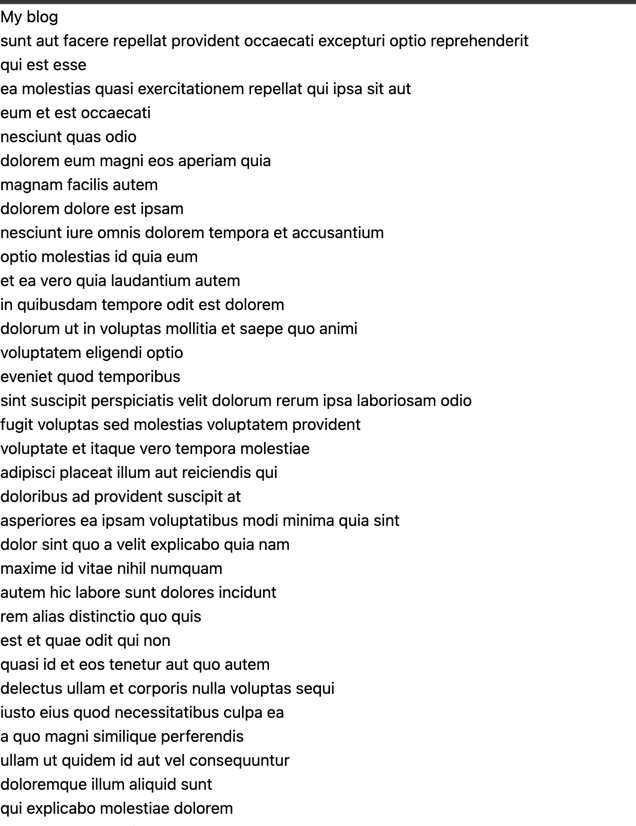 My blog
sunt aut facere repellat provident occaecati excepturi optio reprehenderit
qui est esse
ea molestias quasi exercitationem repellat qui ipsa sit aut
eum et est occaecati
nesciunt quas odio
dolorem eum magni eos aperiam quia
magnam facilis autem
dolorem dolore est ipsam
nesciunt iure omnis dolorem tempora et accusantium
optio molestias id quia eum
et ea vero quia laudantium autem
in quibusdam tempore odit est dolorem
dolorum ut in voluptas mollitia et saepe quo animi
voluptatem eligendi optio
eveniet quod temporibus
sint suscipit perspiciatis velit dolorum rerum ipsa laboriosam odio
fugit voluptas sed molestias voluptatem provident
voluptate et itaque vero tempora molestiae
adipisci placeat illum aut reiciendis qui
doloribus ad provident suscipit at
asperiores ea ipsam voluptatibus modi minima quia sint
dolor sint quo a velit explicabo quia nam
maxime id vitae nihil numquam
autem hic labore sunt dolores incidunt
rem alias distinctio quo quis
est et quae odit qui non
quasi id et eos tenetur aut quo autem
delectus ullam et corporis nulla voluptas sequi
iusto eius quod necessitatibus culpa ea
a quo magni similique perferendis
ullam ut quidem id aut vel consequuntur
doloremque illum aliquid sunt
qui explicabo molestiae dolorem